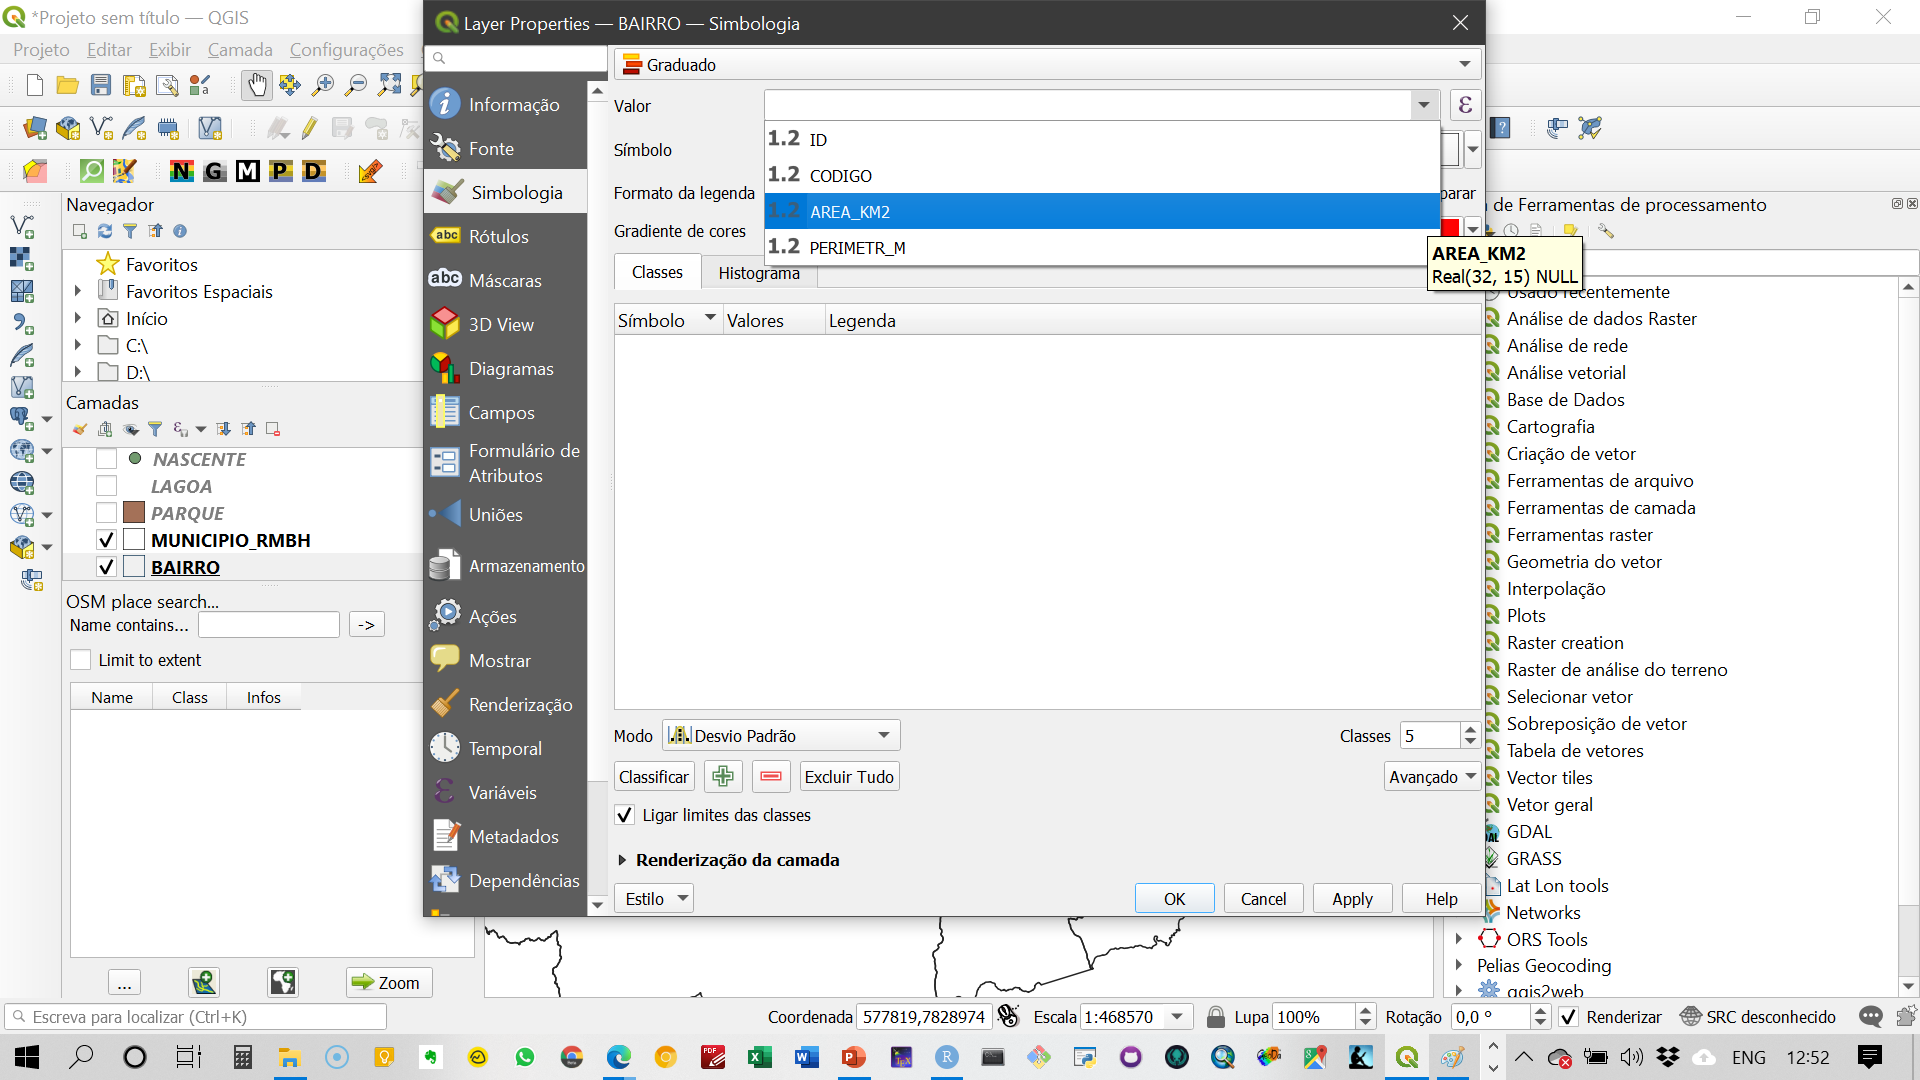 *Projeto sem título — QGIS
Projeto Editar Exibir Camada Configurações
N G M P D
Navegador
Favoritos
Favoritos Espaciais
Início
C:\
D:\
Camadas
NASCENTE
LAGOA
PARQUE
MUNICIPIO_RMBH
BAIRRO
OSM place search...
Name contains...
->
Limit to extent
Name Class Infos
...
Zoom
Layer Properties — BAIRRO — Simbologia
Informação
Fonte
Simbologia
abc Rótulos
abc Máscaras
3D View
Diagramas
Campos
Formulário de
Atributos
Uniões
Armazenamento
Ações
Mostrar
Renderização
Temporal
Variáveis
Metadados
Dependências
Graduado
Valor
ε
1.2 ID
1.2 CODIGO
1.2 AREA_KM2
1.2 PERIMETR_M
Símbolo
Formato da legenda
parar
Gradiente de cores
AREA_KM2
Real(32, 15) NULL
Classes Histograma
Símbolo Valores Legenda
Modo Desvio Padrão
Classes 5
Classificar
Excluir Tudo
Avançado
Ligar limites das classes
Renderização da camada
Estilo
OK Cancel Apply Help
de Ferramentas de processamento
Usado recentemente
Análise de dados Raster
Análise de rede
Análise vetorial
Base de Dados
Cartografia
Criação de vetor
Ferramentas de arquivo
Ferramentas de camada
Ferramentas raster
Geometria do vetor
Interpolação
Plots
Raster creation
Raster de análise do terreno
Selecionar vetor
Sobreposição de vetor
Tabela de vetores
Vector tiles
Vetor geral
GDAL
GRASS
Lat Lon tools
Networks
ORS Tools
Pelias Geocoding
qgis2web
Escreva para localizar (Ctrl+K)
Coordenada 577819,7828974
Escala 1:468570
Lupa 100%
Rotação 0,0 °
Renderizar
SRC desconhecido
ENG
12:52